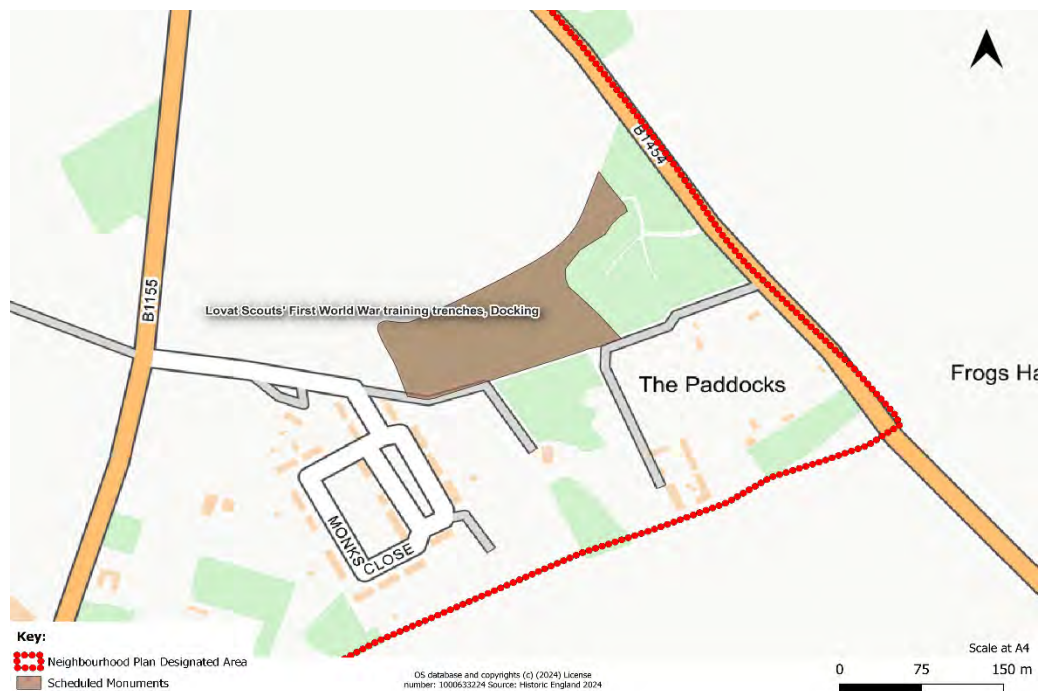 B1454
B1155
Lovat Scouts' First World War training trenches, Docking
The Paddocks
Frogs Ha
MONKS
CLOSE
Key:
Neighbourhood Plan Designated Area
Scheduled Monuments
OS database and copyrights (c) (2024) License
number: 1000633224 Source: Historic England 2024
Scale at A4
0 75 150 m